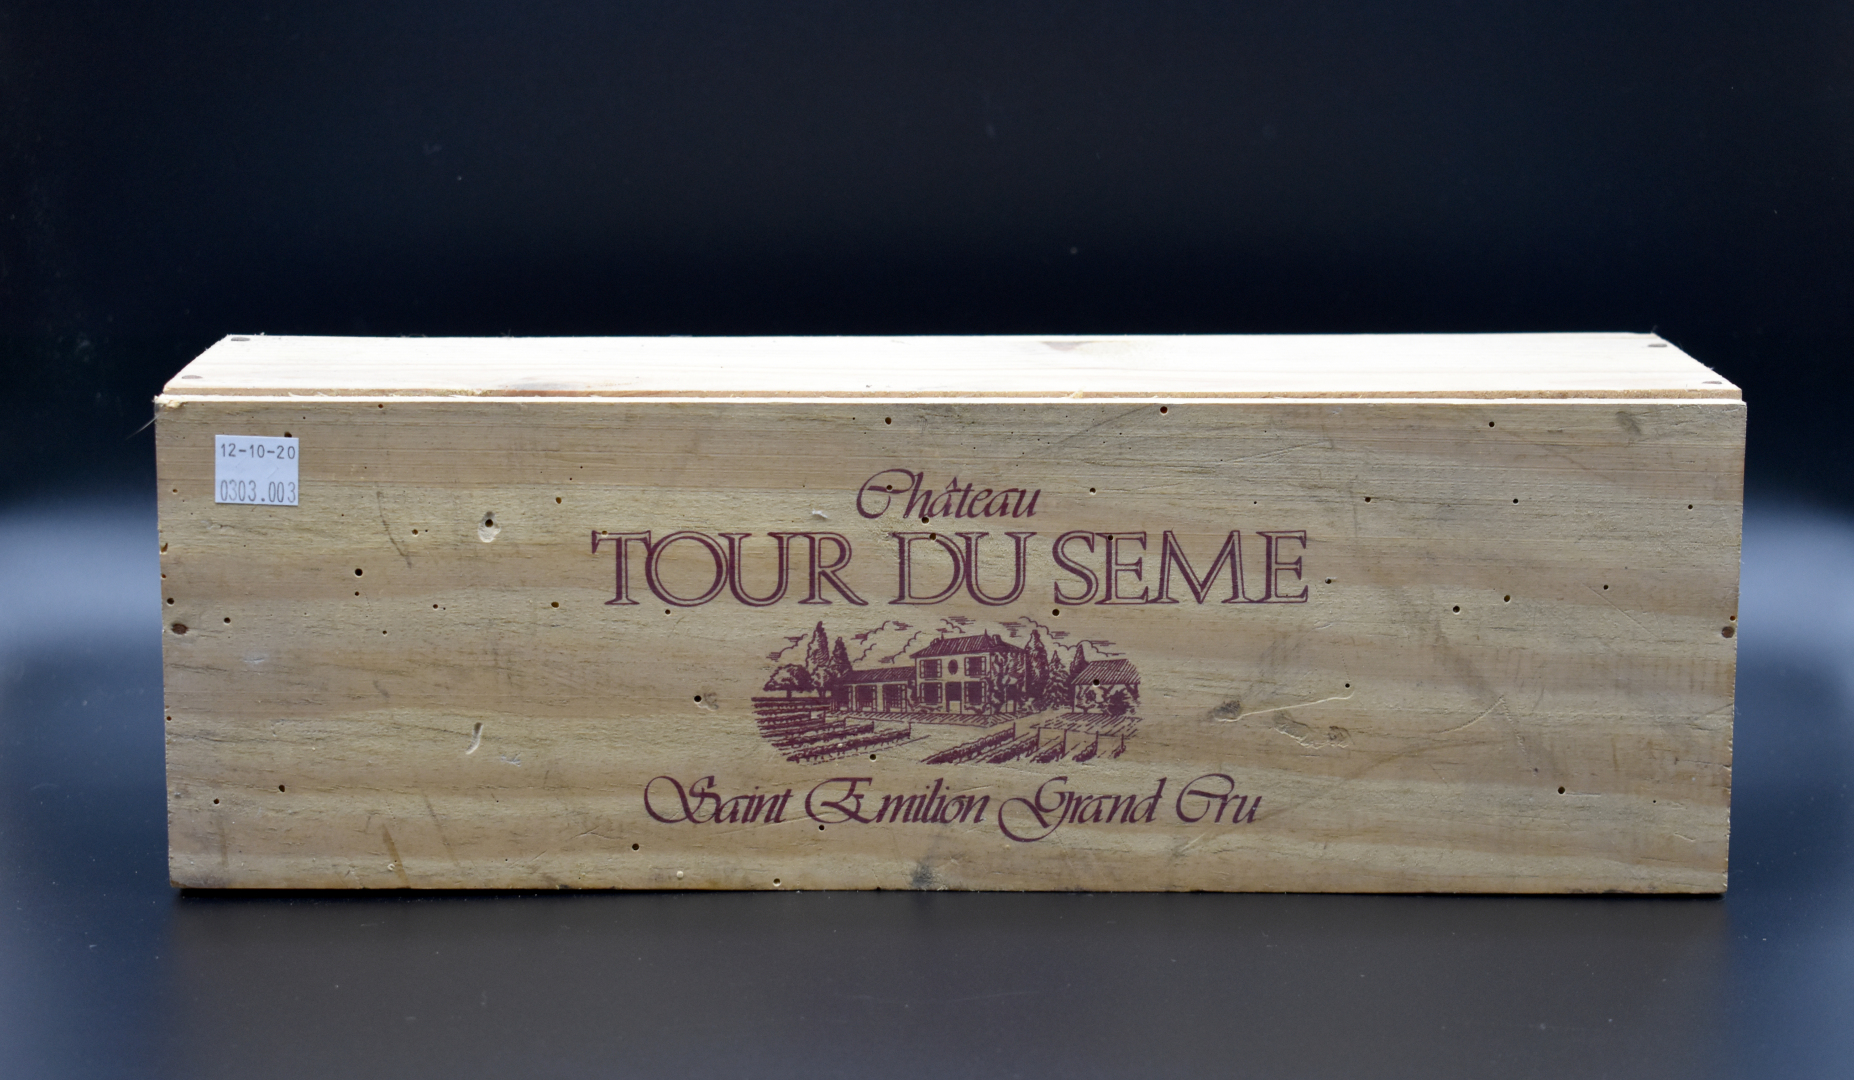 12-10-20
0303.003
Château
TOUR DU SEME
Saint Emilion Grand Cru